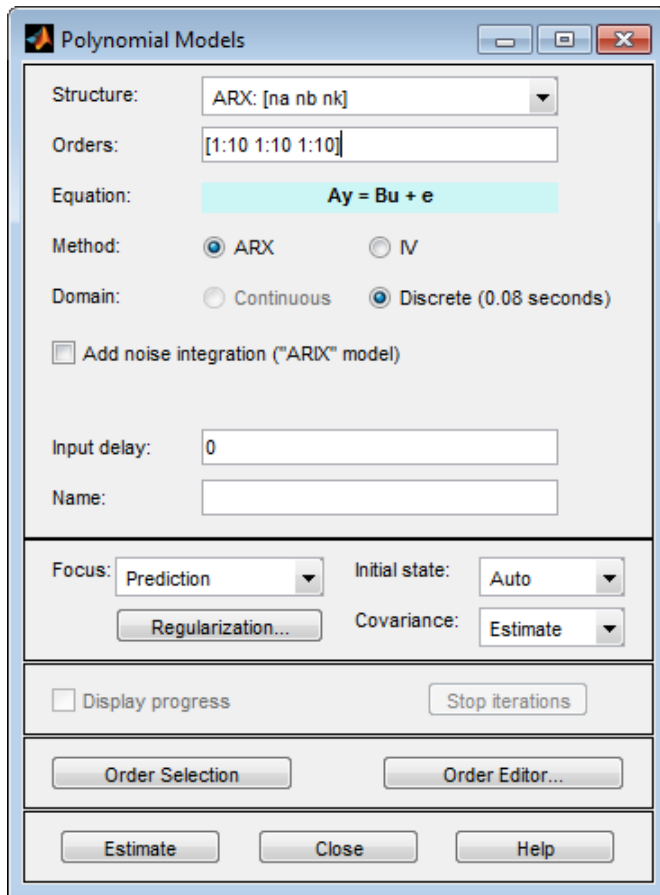 Polynomial Models
Structure: ARX: [na nb nk]
Orders: [1:10 1:10 1:10]
Equation: Ay = Bu + e
Method: ARX IV
Domain: Continuous Discrete (0.08 seconds)
Add noise integration ("ARIX" model)
Input delay: 0
Name:
Focus: Prediction Initial state: Auto
Regularization... Covariance: Estimate
Display progress Stop iterations
Order Selection Order Editor...
Estimate Close Help